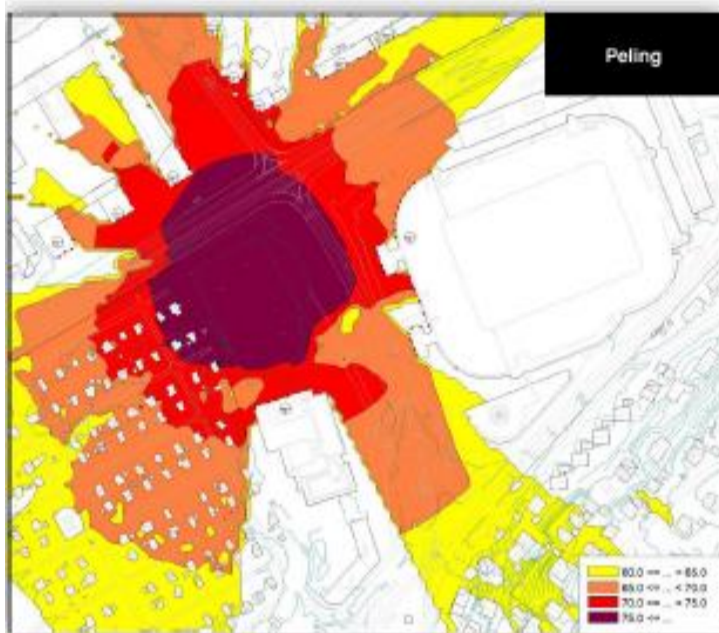 Peling
60.0 <= ... < 65.0
65.0 <= ... < 70.0
70.0 <= ... < 75.0
75.0 <= ...